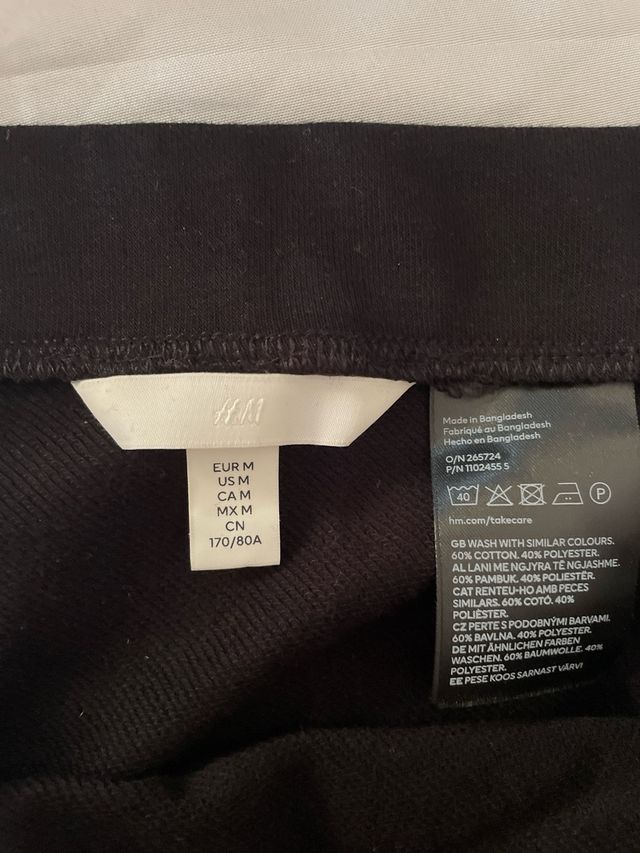 H&M
EUR M
US M
CA M
MX M
CN
170/80A
Made in Bangladesh
Fabriqué au Bangladesh
Hecho en Bangladesh
O/N 265724
P/N 1102455 5
40
P
hm.com/takecare
GB WASH WITH SIMILAR COLOURS.
60% COTTON. 40% POLYESTER.
AL LANI ME NGJYRA TË NGJASHME.
60% PAMBUK. 40% POLIESTËR.
CAT RENTEU-HO AMB PECES
SIMILARS. 60% COTÓ. 40%
POLIÈSTER.
CZ PERTE S PODOBNÝMI BARVAMI.
60% BAVLNA. 40% POLYESTER.
DE MIT ÄHNLICHEN FARBEN
WASCHEN. 60% BAUMWOLLE. 40%
POLYESTER.
EE PESE KOOS SARNAST VÄRVI